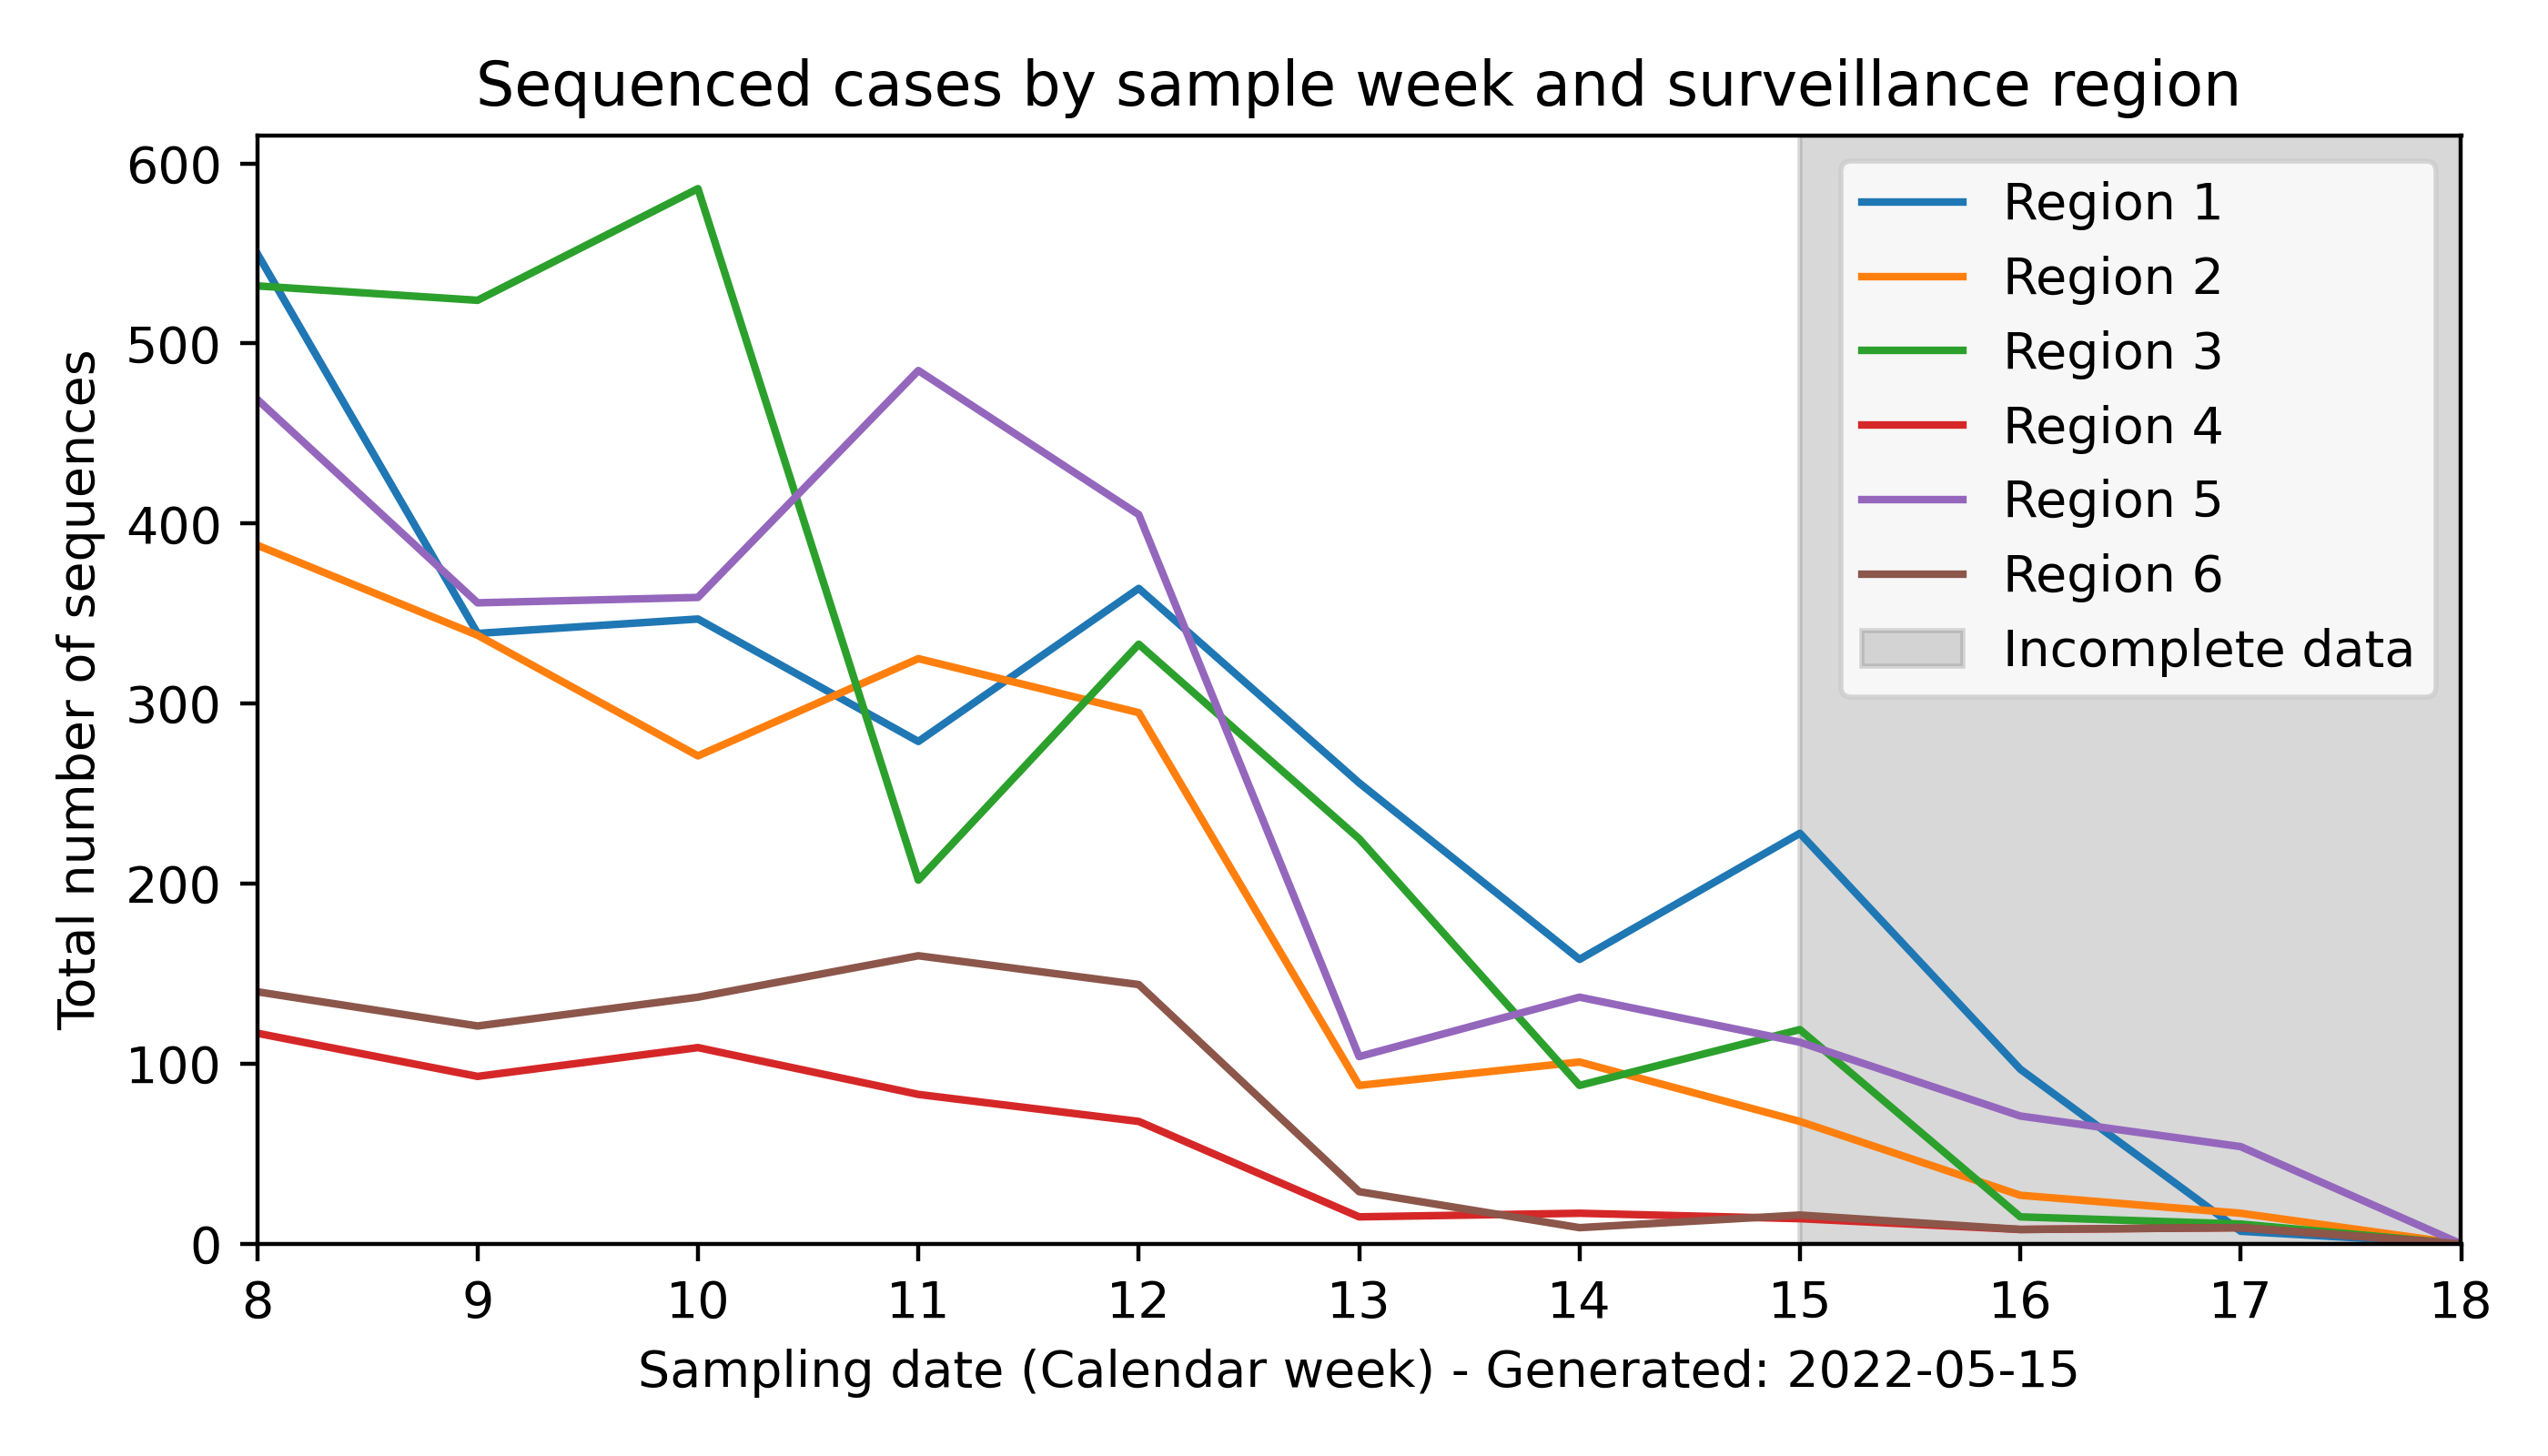 Sequenced cases by sample week and surveillance region
Total number of sequences
600
500
400
300
200
100
0
Region 1
Region 2
Region 3
Region 4
Region 5
Region 6
Incomplete data
8 9 10 11 12 13 14 15 16 17 18
Sampling date (Calendar week) - Generated: 2022-05-15